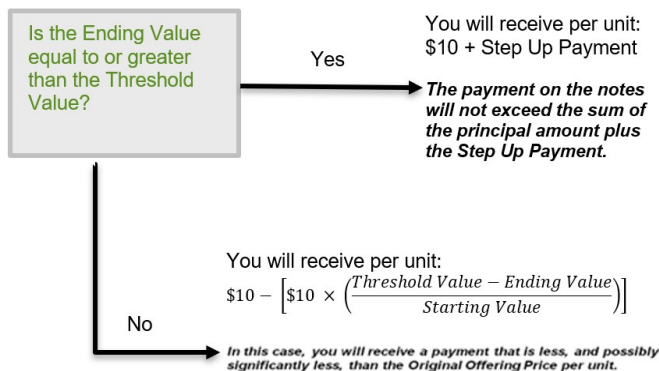 Is the Ending Value
equal to or greater
than the Threshold
Value?
Yes
You will receive per unit:
$10 + Step Up Payment
The payment on the notes
will not exceed the sum of
the principal amount plus
the Step Up Payment.
You will receive per unit:
$10 − [$10 × (Threshold Value − Ending Value / Starting Value)]
No
In this case, you will receive a payment that is less, and possibly
significantly less, than the Original Offering Price per unit.